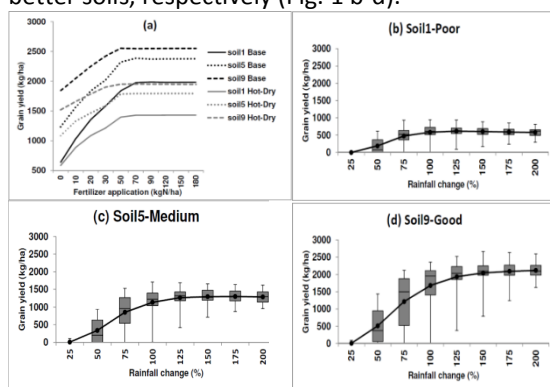 better soils, respectively (Fig. 1 b-d).
(a)
Grain yield (kg/ha)
3000
2500
2000
1500
1000
500
soil1 Base
soil5 Base
soil9 Base
soil1 Hot-Dry
soil5 Hot-Dry
soil9 Hot-Dry
0 10 20 30 40 50 70 90 120 110 150 180
Fertilizer application (kgN/ha)
(b) Soil1-Poor
Grain yield (kg/ha)
3000
2500
2000
1500
1000
500
0
25 50 75 100 125 150 175 200
Rainfall change (%)
(c) Soil5-Medium
Grain yield (kg/ha)
3000
2500
2000
1500
1000
500
0
25 50 75 100 125 150 175 200
Rainfall change (%)
(d) Soil9-Good
Grain yield (kg/ha)
3000
2500
2000
1500
1000
500
0
25 50 75 100 125 150 175 200
Rainfall change (%)